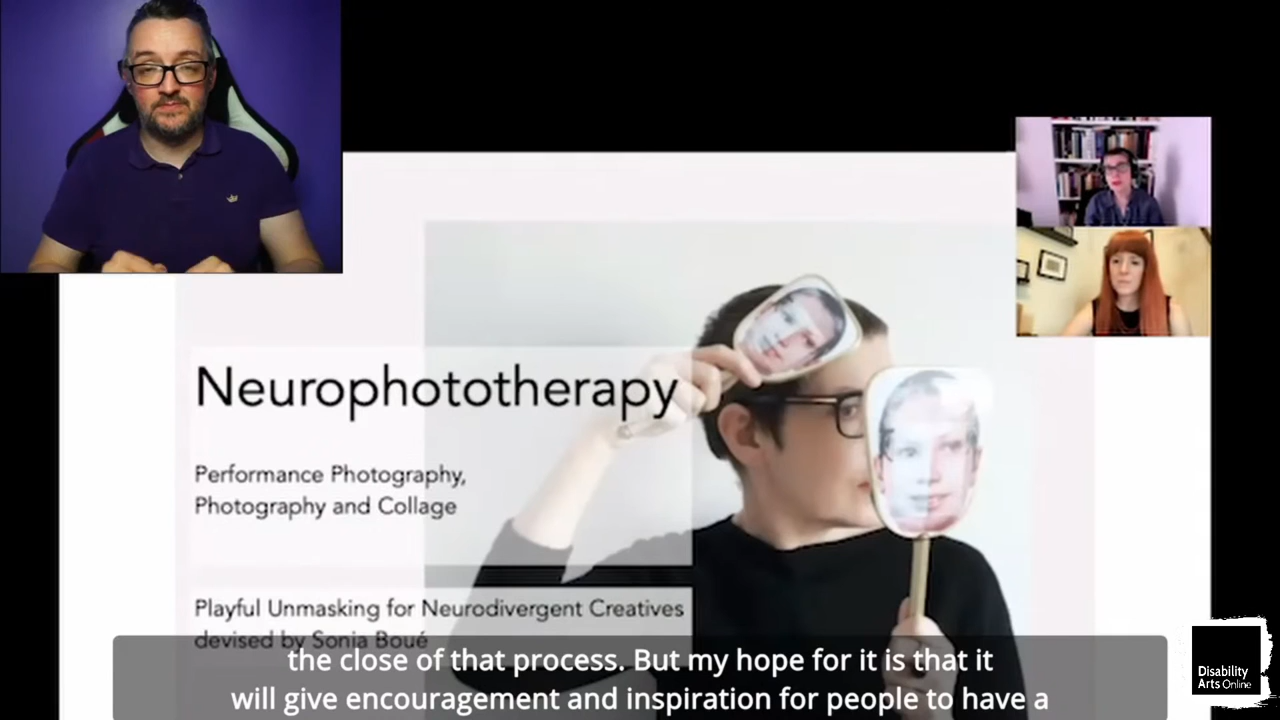 Neurophototherapy
Performance Photography,
Photography and Collage
Playful Unmasking for Neurodivergent Creatives
devised by Sonia Boué
the close of that process. But my hope for it is that it
will give encouragement and inspiration for people to have a
Disability
Arts Online